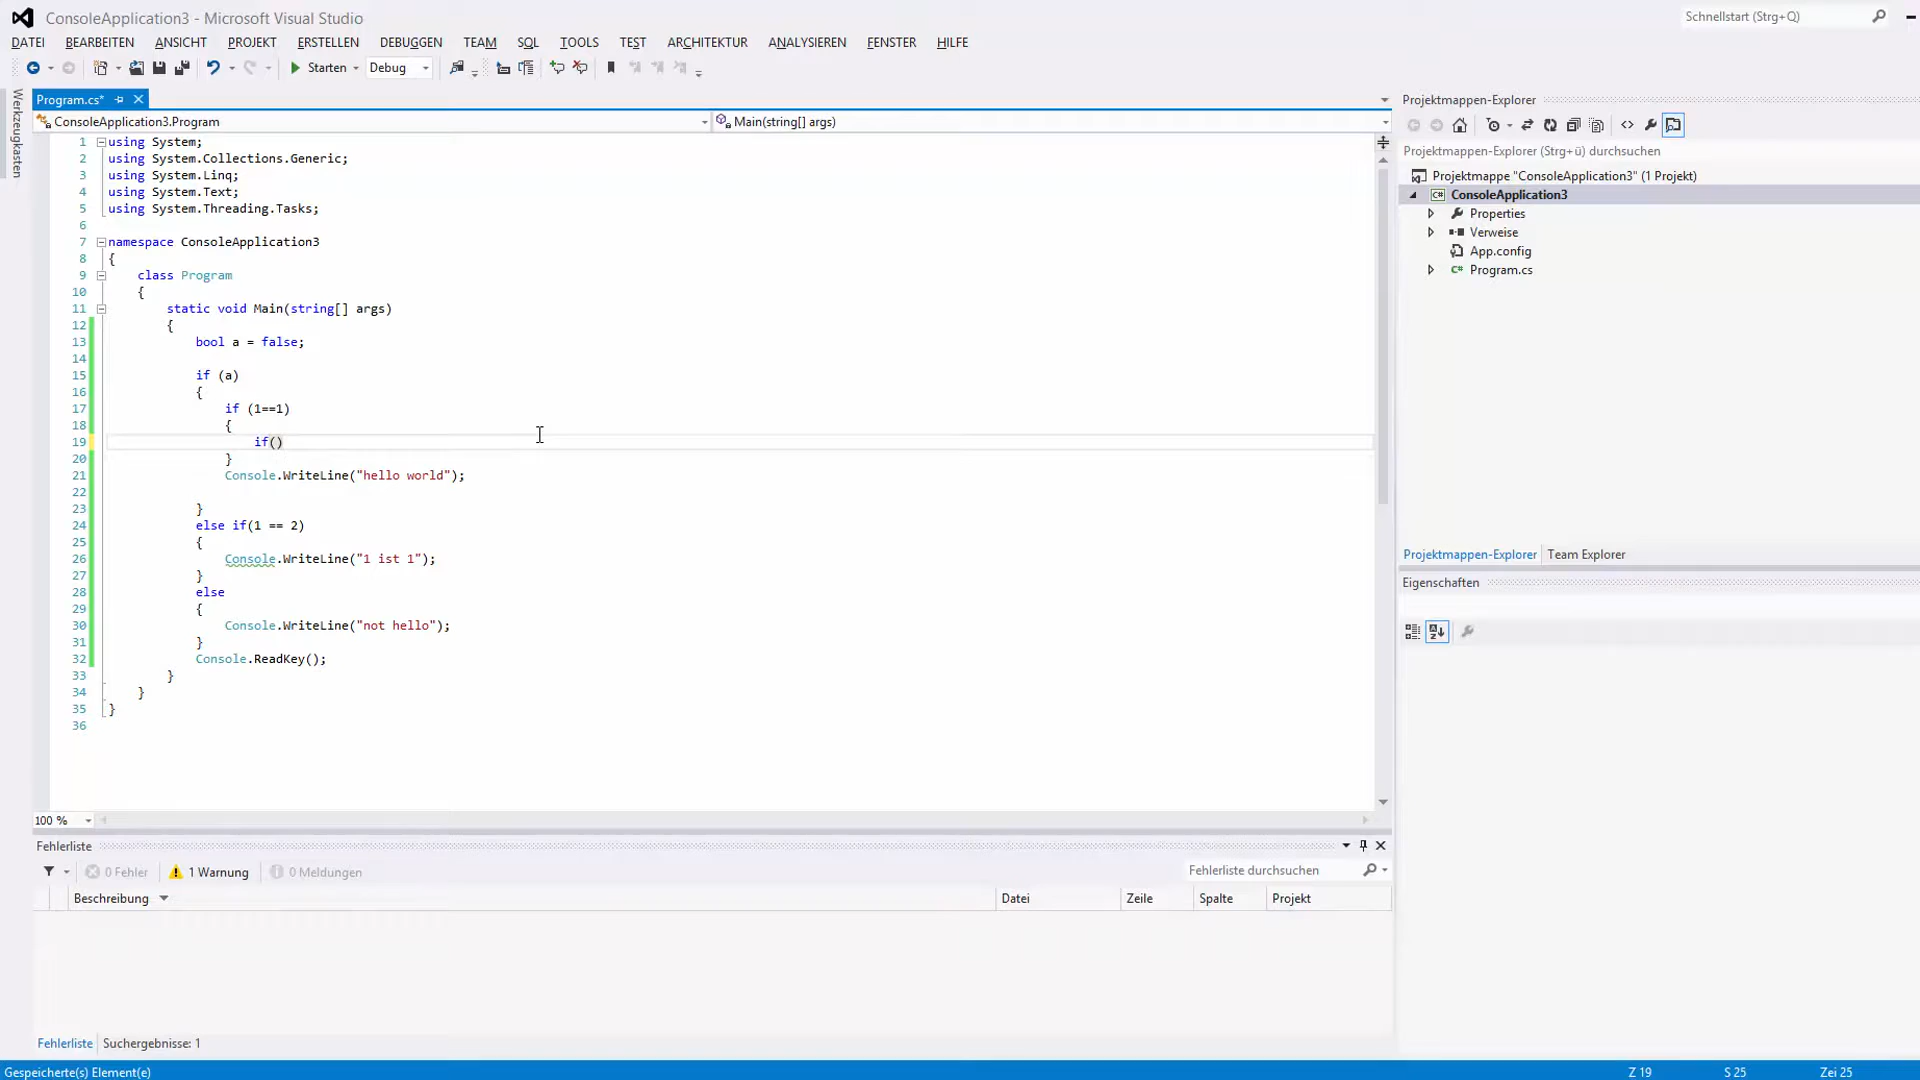 ConsoleApplication3 - Microsoft Visual Studio
Schnellstart (Strg+Q)
DATEI BEARBEITEN ANSICHT PROJEKT ERSTELLEN DEBUGGEN TEAM SQL TOOLS TEST ARCHITEKTUR ANALYSIEREN FENSTER HILFE
Starten Debug
Werkzeugkasten
Program.cs*
ConsoleApplication3.Program Main(string[] args)
1 using System;
2 using System.Collections.Generic;
3 using System.Linq;
4 using System.Text;
5 using System.Threading.Tasks;
6
7 namespace ConsoleApplication3
8 {
9 class Program
10 {
11 static void Main(string[] args)
12 {
13 bool a = false;
14
15 if (a)
16 {
17 if (1==1)
18 {
19 if()
20 }
21 Console.WriteLine("hello world");
22
23 }
24 else if(1 == 2)
25 {
26 Console.WriteLine("1 ist 1");
27 }
28 else
29 {
30 Console.WriteLine("not hello");
31 }
32 Console.ReadKey();
33 }
34 }
35 }
36
100 %
Projektmappen-Explorer
Projektmappen-Explorer (Strg+ü) durchsuchen
Projektmappe "ConsoleApplication3" (1 Projekt)
C# ConsoleApplication3
Properties
Verweise
App.config
C# Program.cs
Projektmappen-Explorer Team Explorer
Eigenschaften
Fehlerliste
0 Fehler 1 Warnung 0 Meldungen
Fehlerliste durchsuchen
Beschreibung Datei Zeile Spalte Projekt
Fehlerliste Suchergebnisse: 1
Gespeicherte(s) Element(e) Z 19 S 25 Zei 25